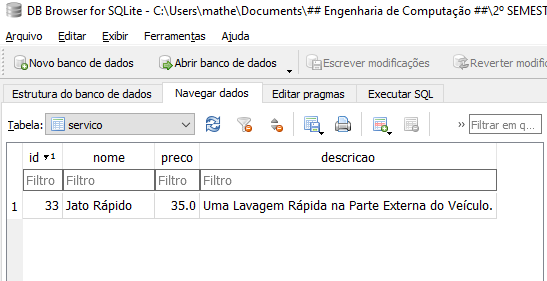 DB Browser for SQLite - C:\Users\mathe\Documents\## Engenharia de Computação ##\2º SEMEST
Arquivo Editar Exibir Ferramentas Ajuda
Novo banco de dados Abrir banco de dados Escrever modificações Reverter modifi
Estrutura do banco de dados Navegar dados Editar pragmas Executar SQL
Tabela: servico » Filtrar em q...
id 1 nome preco descricao
Filtro Filtro Filtro Filtro
1 33 Jato Rápido 35.0 Uma Lavagem Rápida na Parte Externa do Veículo.